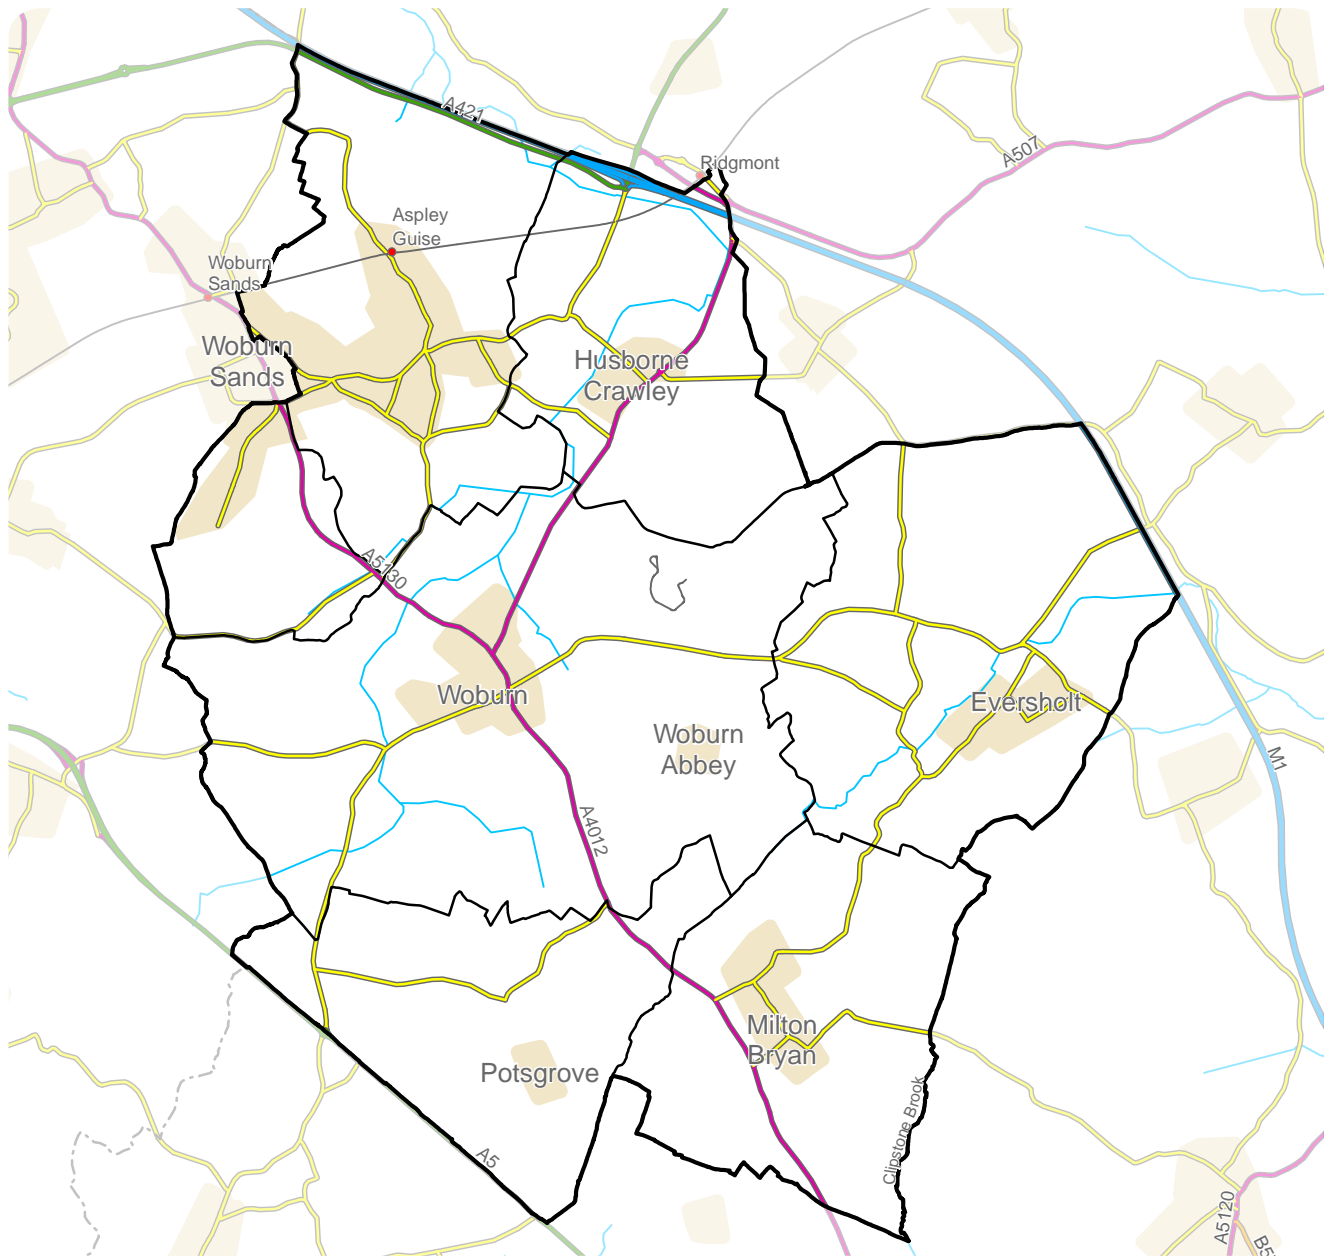 A421
Ridgmont
A507
Aspley
Guise
Woburn
Sands
Woburn
Sands
Husborne
Crawley
A5130
Woburn
Eversholt
Woburn
Abbey
M1
A4012
Milton
Bryan
Potsgrove
Clipstone Brook
A5
A5120